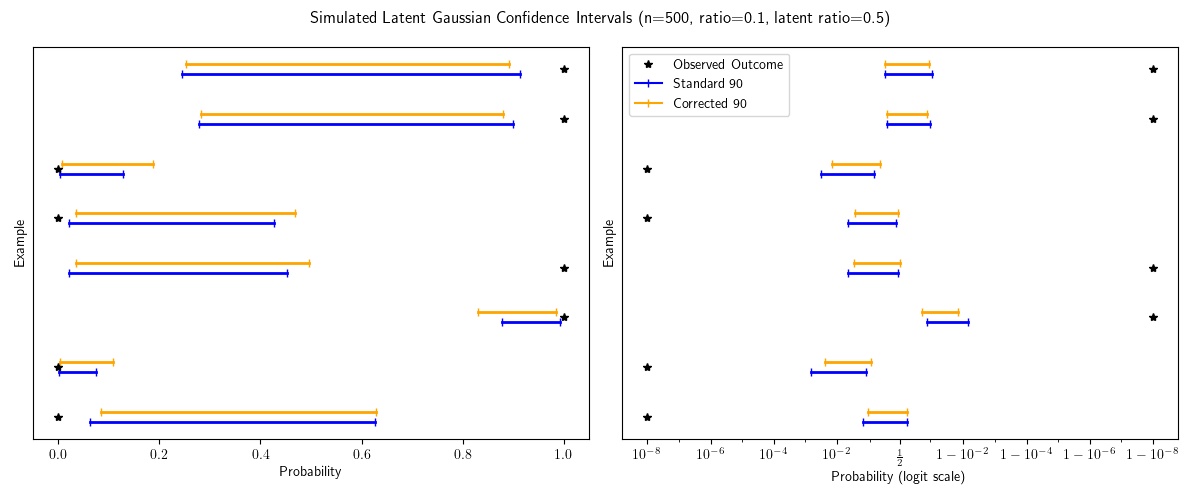 Simulated Latent Gaussian Confidence Intervals (n=500, ratio=0.1, latent ratio=0.5)
Example
0.0 0.2 0.4 0.6 0.8 1.0
Probability
Observed Outcome
Standard 90
Corrected 90
Example
10⁻⁸ 10⁻⁶ 10⁻⁴ 10⁻² 1/2 1 − 10⁻² 1 − 10⁻⁴ 1 − 10⁻⁶ 1 − 10⁻⁸
Probability (logit scale)